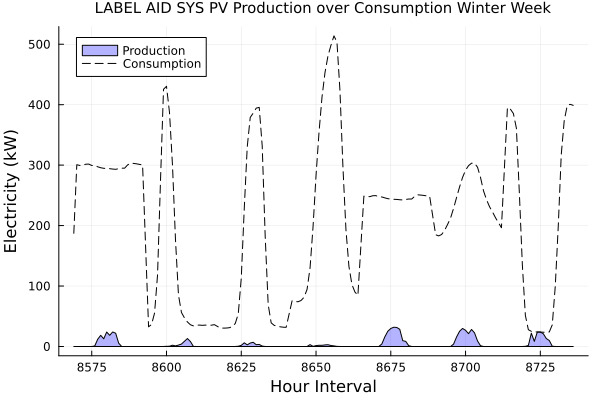 LABEL AID SYS PV Production over Consumption Winter Week
Electricity (kW)
500
400
300
200
100
0
Production
Consumption
8575 8600 8625 8650 8675 8700 8725
Hour Interval